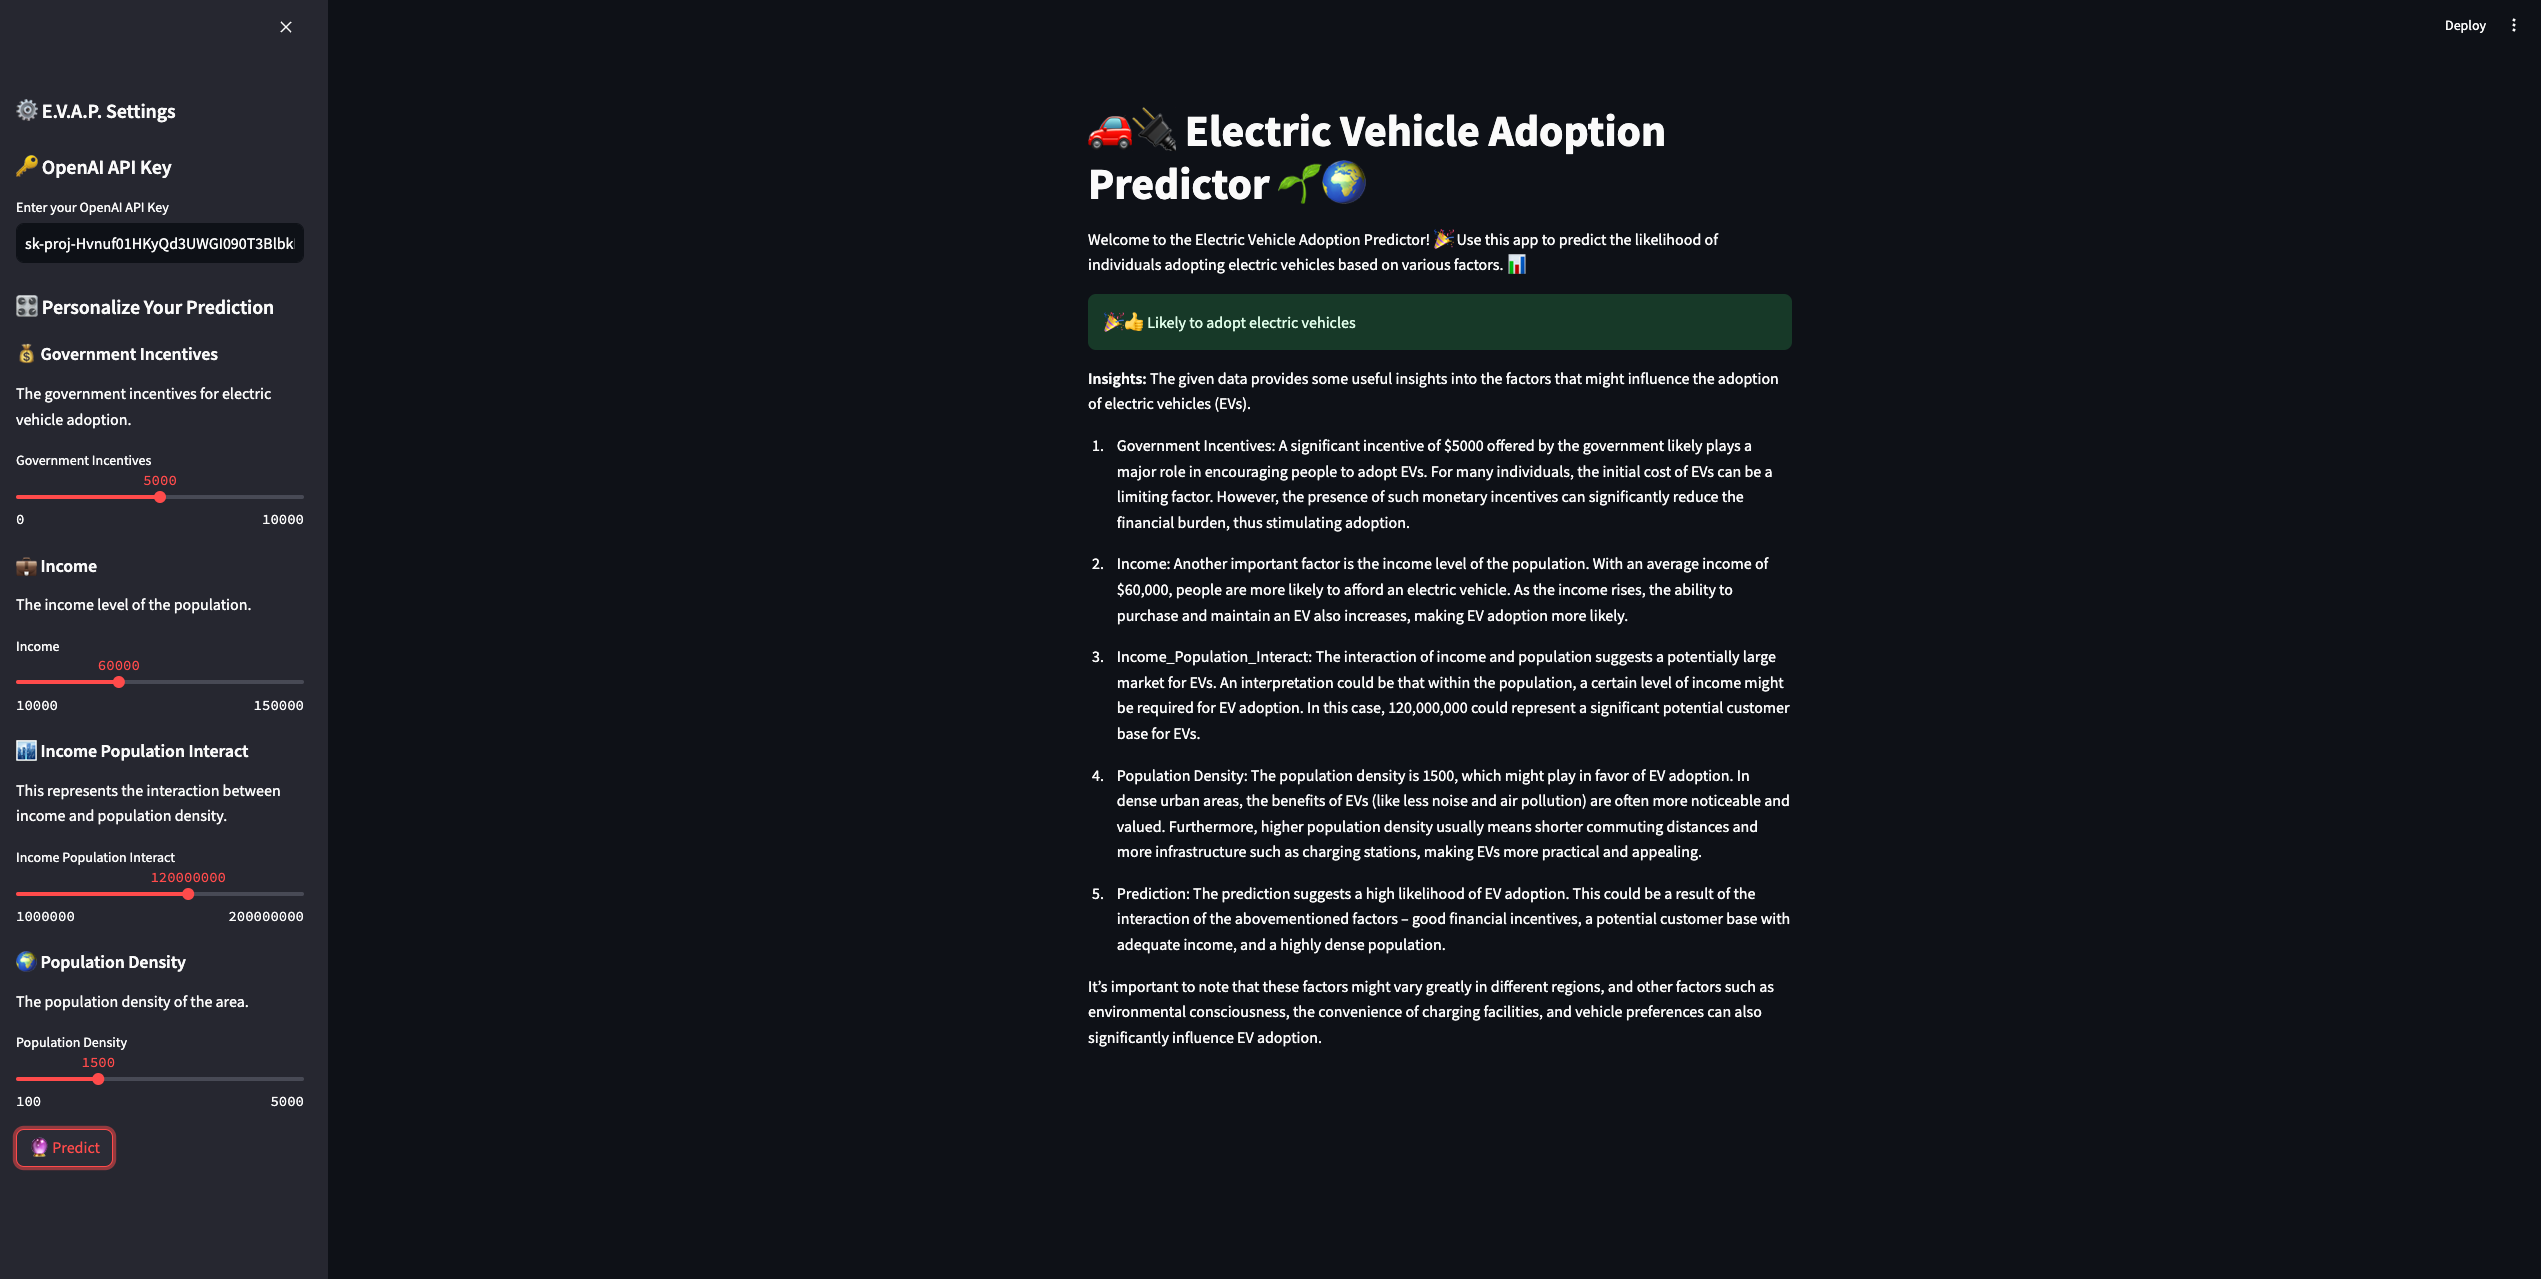 Deploy
E.V.A.P. Settings
OpenAI API Key
Enter your OpenAI API Key
sk-proj-Hvnuf01HKyQd3UWGI090T3Blbk
Personalize Your Prediction
Government Incentives
The government incentives for electric
vehicle adoption.
Government Incentives
5000
0 10000
Income
The income level of the population.
Income
60000
10000 150000
Income Population Interact
This represents the interaction between
income and population density.
Income Population Interact
120000000
1000000 200000000
Population Density
The population density of the area.
Population Density
1500
100 5000
Predict
Electric Vehicle Adoption
Predictor
Welcome to the Electric Vehicle Adoption Predictor! Use this app to predict the likelihood of
individuals adopting electric vehicles based on various factors.
Likely to adopt electric vehicles
Insights: The given data provides some useful insights into the factors that might influence the adoption
of electric vehicles (EVs).
1. Government Incentives: A significant incentive of $5000 offered by the government likely plays a
major role in encouraging people to adopt EVs. For many individuals, the initial cost of EVs can be a
limiting factor. However, the presence of such monetary incentives can significantly reduce the
financial burden, thus stimulating adoption.
2. Income: Another important factor is the income level of the population. With an average income of
$60,000, people are more likely to afford an electric vehicle. As the income rises, the ability to
purchase and maintain an EV also increases, making EV adoption more likely.
3. Income_Population_Interact: The interaction of income and population suggests a potentially large
market for EVs. An interpretation could be that within the population, a certain level of income might
be required for EV adoption. In this case, 120,000,000 could represent a significant potential customer
base for EVs.
4. Population Density: The population density is 1500, which might play in favor of EV adoption. In
dense urban areas, the benefits of EVs (like less noise and air pollution) are often more noticeable and
valued. Furthermore, higher population density usually means shorter commuting distances and
more infrastructure such as charging stations, making EVs more practical and appealing.
5. Prediction: The prediction suggests a high likelihood of EV adoption. This could be a result of the
interaction of the abovementioned factors – good financial incentives, a potential customer base with
adequate income, and a highly dense population.
It’s important to note that these factors might vary greatly in different regions, and other factors such as
environmental consciousness, the convenience of charging facilities, and vehicle preferences can also
significantly influence EV adoption.